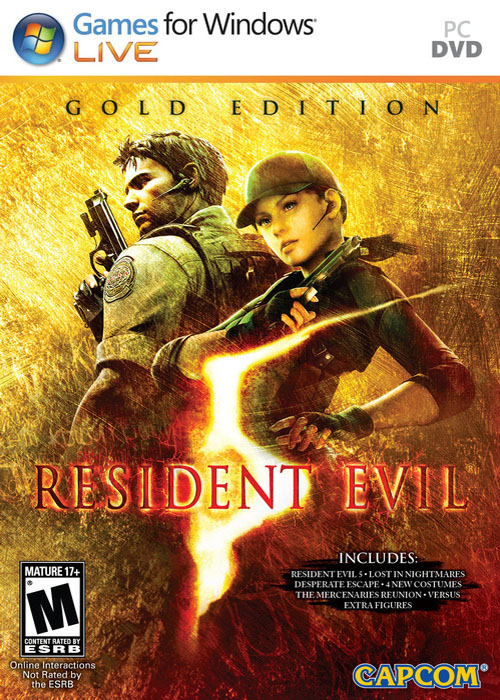 Games for Windows®
LIVE
PC
DVD
GOLD EDITION
5
RESIDENT EVIL
INCLUDES:
RESIDENT EVIL 5 • LOST IN NIGHTMARES
DESPERATE ESCAPE • 4 NEW COSTUMES
THE MERCENARIES REUNION • VERSUS
EXTRA FIGURES
MATURE 17+
®
M
CONTENT RATED BY
ESRB
Online Interactions
Not Rated by
the ESRB
CAPCOM®